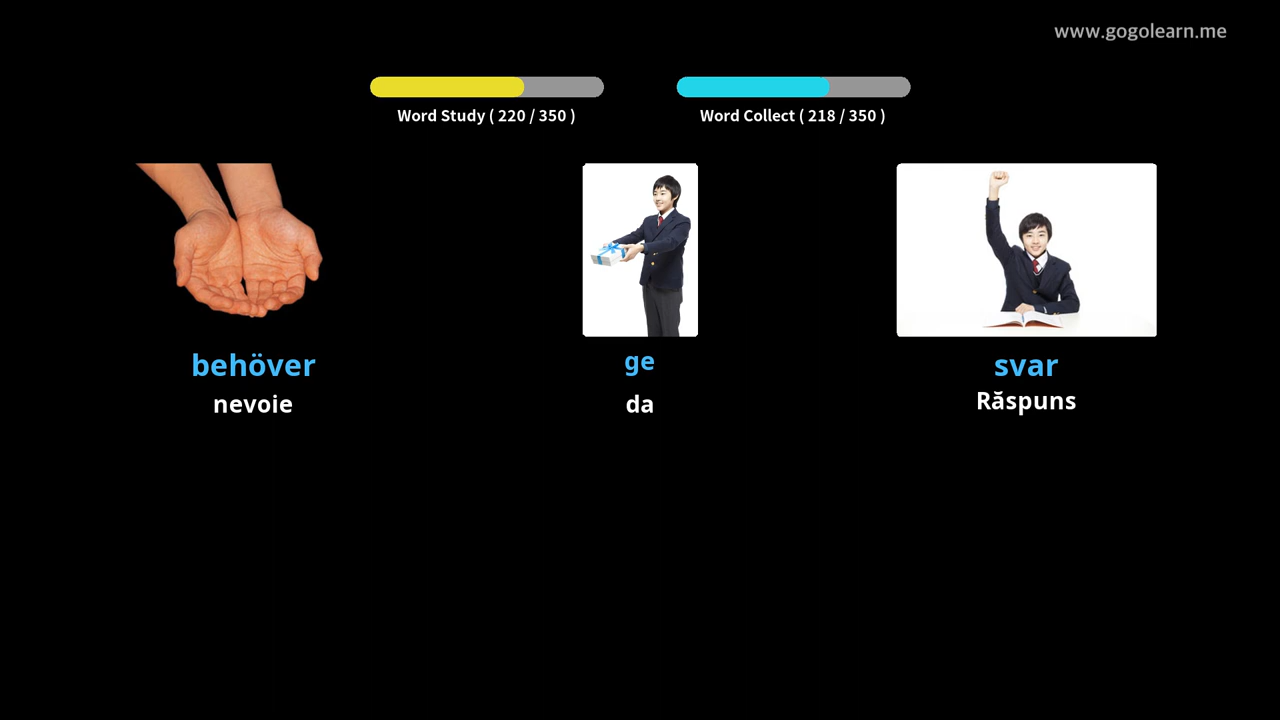 www.gogolearn.me
Word Study ( 220 / 350 )
Word Collect ( 218 / 350 )
behöver
nevoie
ge
da
svar
Răspuns